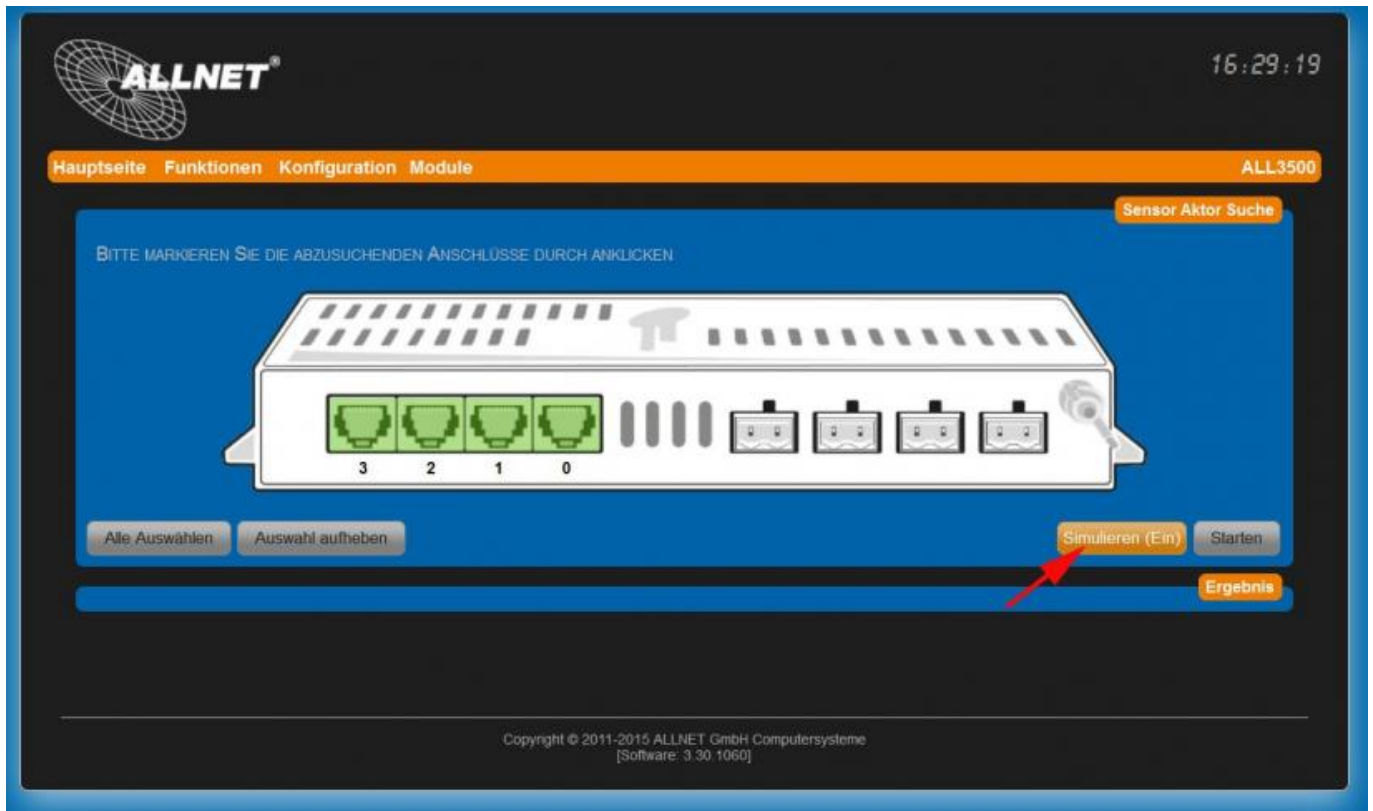 ALLNET®
16:29:19
Hauptseite Funktionen Konfiguration Module ALL3500
Sensor Aktor Suche
BITTE MARKIEREN SIE DIE ABZUSUCHENDEN ANSCHLÜSSE DURCH ANKLICKEN
3 2 1 0
Alle Auswählen Auswahl aufheben Simulieren (Ein) Starten
Ergebnis
Copyright © 2011-2015 ALLNET GmbH Computersysteme
[Software: 3.30.1060]